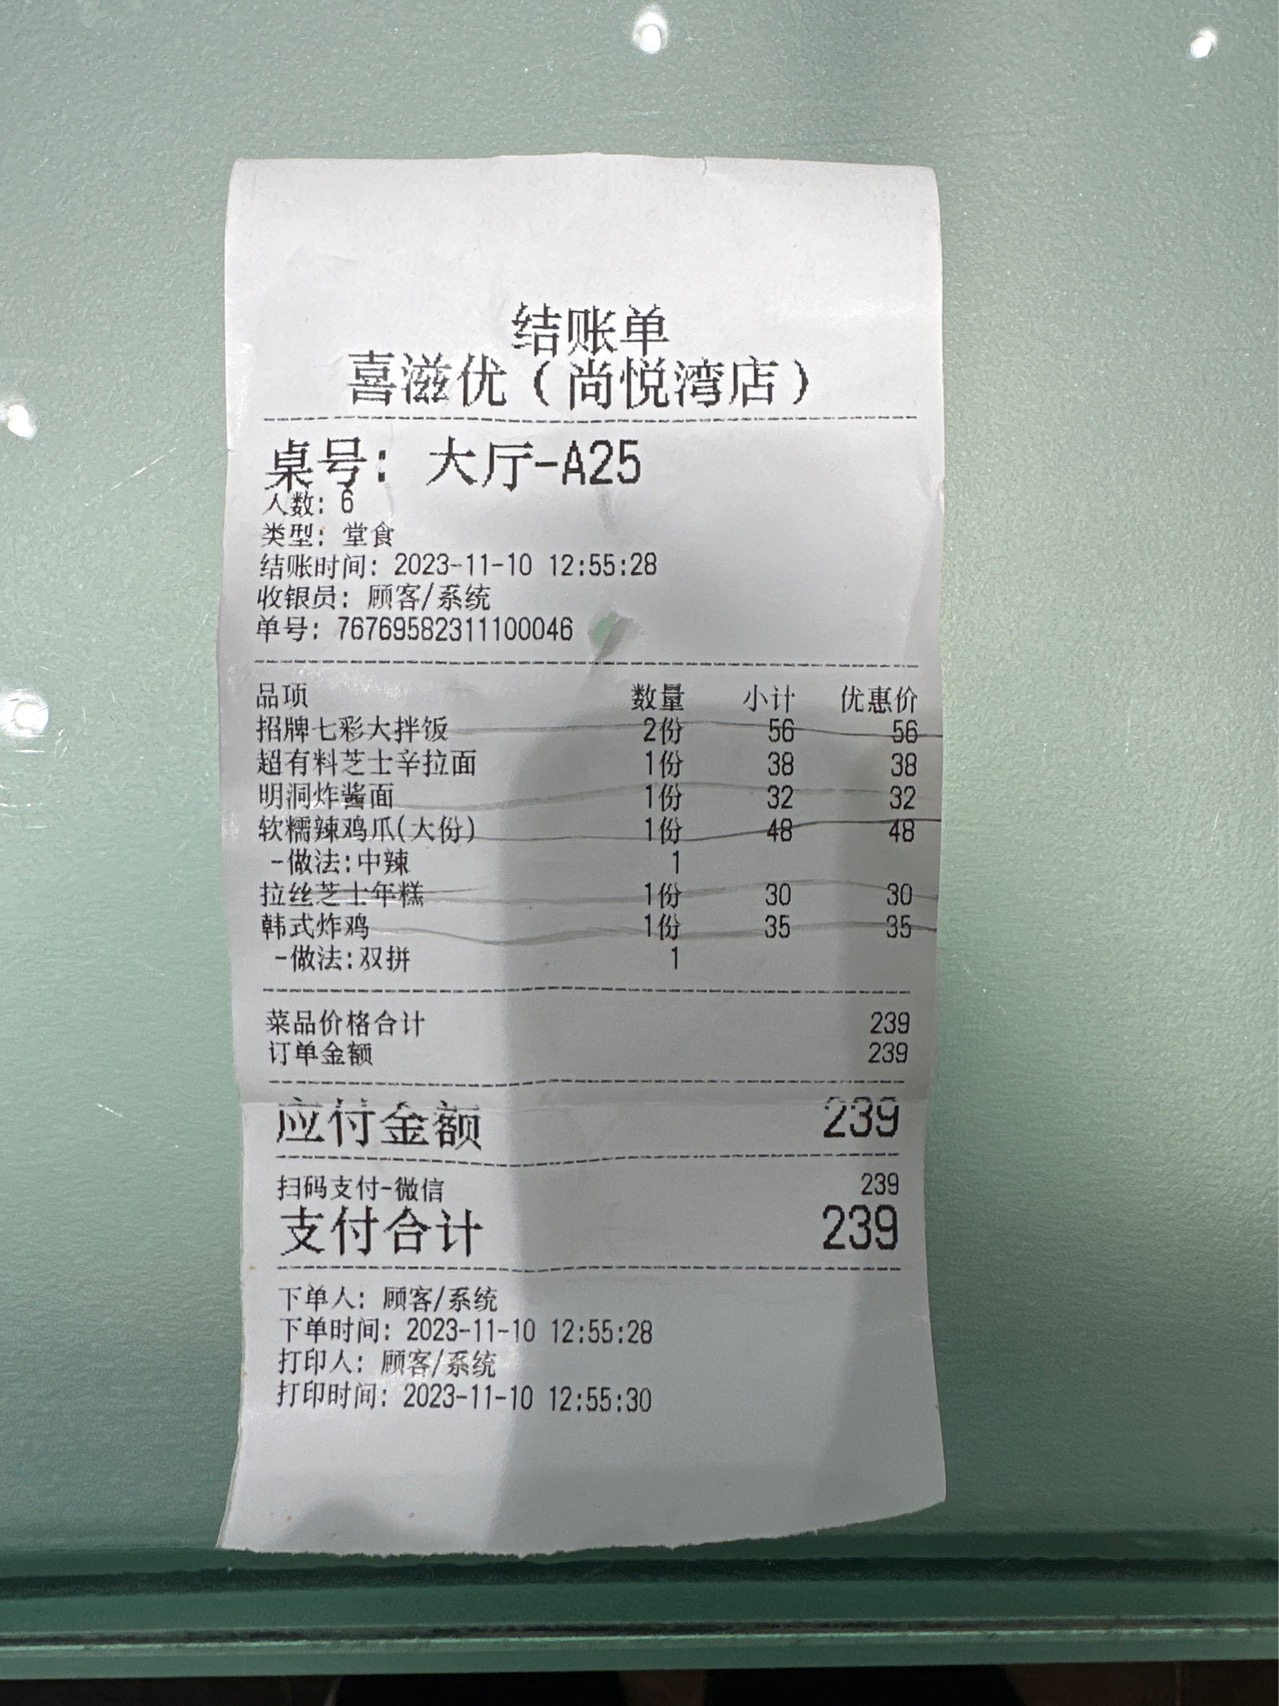 结账单
喜滋优（尚悦湾店）
桌号: 大厅-A25
人数: 6
类型: 堂食
结账时间: 2023-11-10 12:55:28
收银员: 顾客/系统
单号: 76769582311100046
品项 数量 小计 优惠价
招牌七彩大拌饭 2份 56 56
超有料芝士辛拉面 1份 38 38
明洞炸酱面 1份 32 32
软糯辣鸡爪(大份) 1份 48 48
-做法:中辣 1
拉丝芝士年糕 1份 30 30
韩式炸鸡 1份 35 35
-做法:双拼 1
菜品价格合计 239
订单金额 239
应付金额 239
扫码支付-微信 239
支付合计 239
下单人: 顾客/系统
下单时间: 2023-11-10 12:55:28
打印人: 顾客/系统
打印时间: 2023-11-10 12:55:30